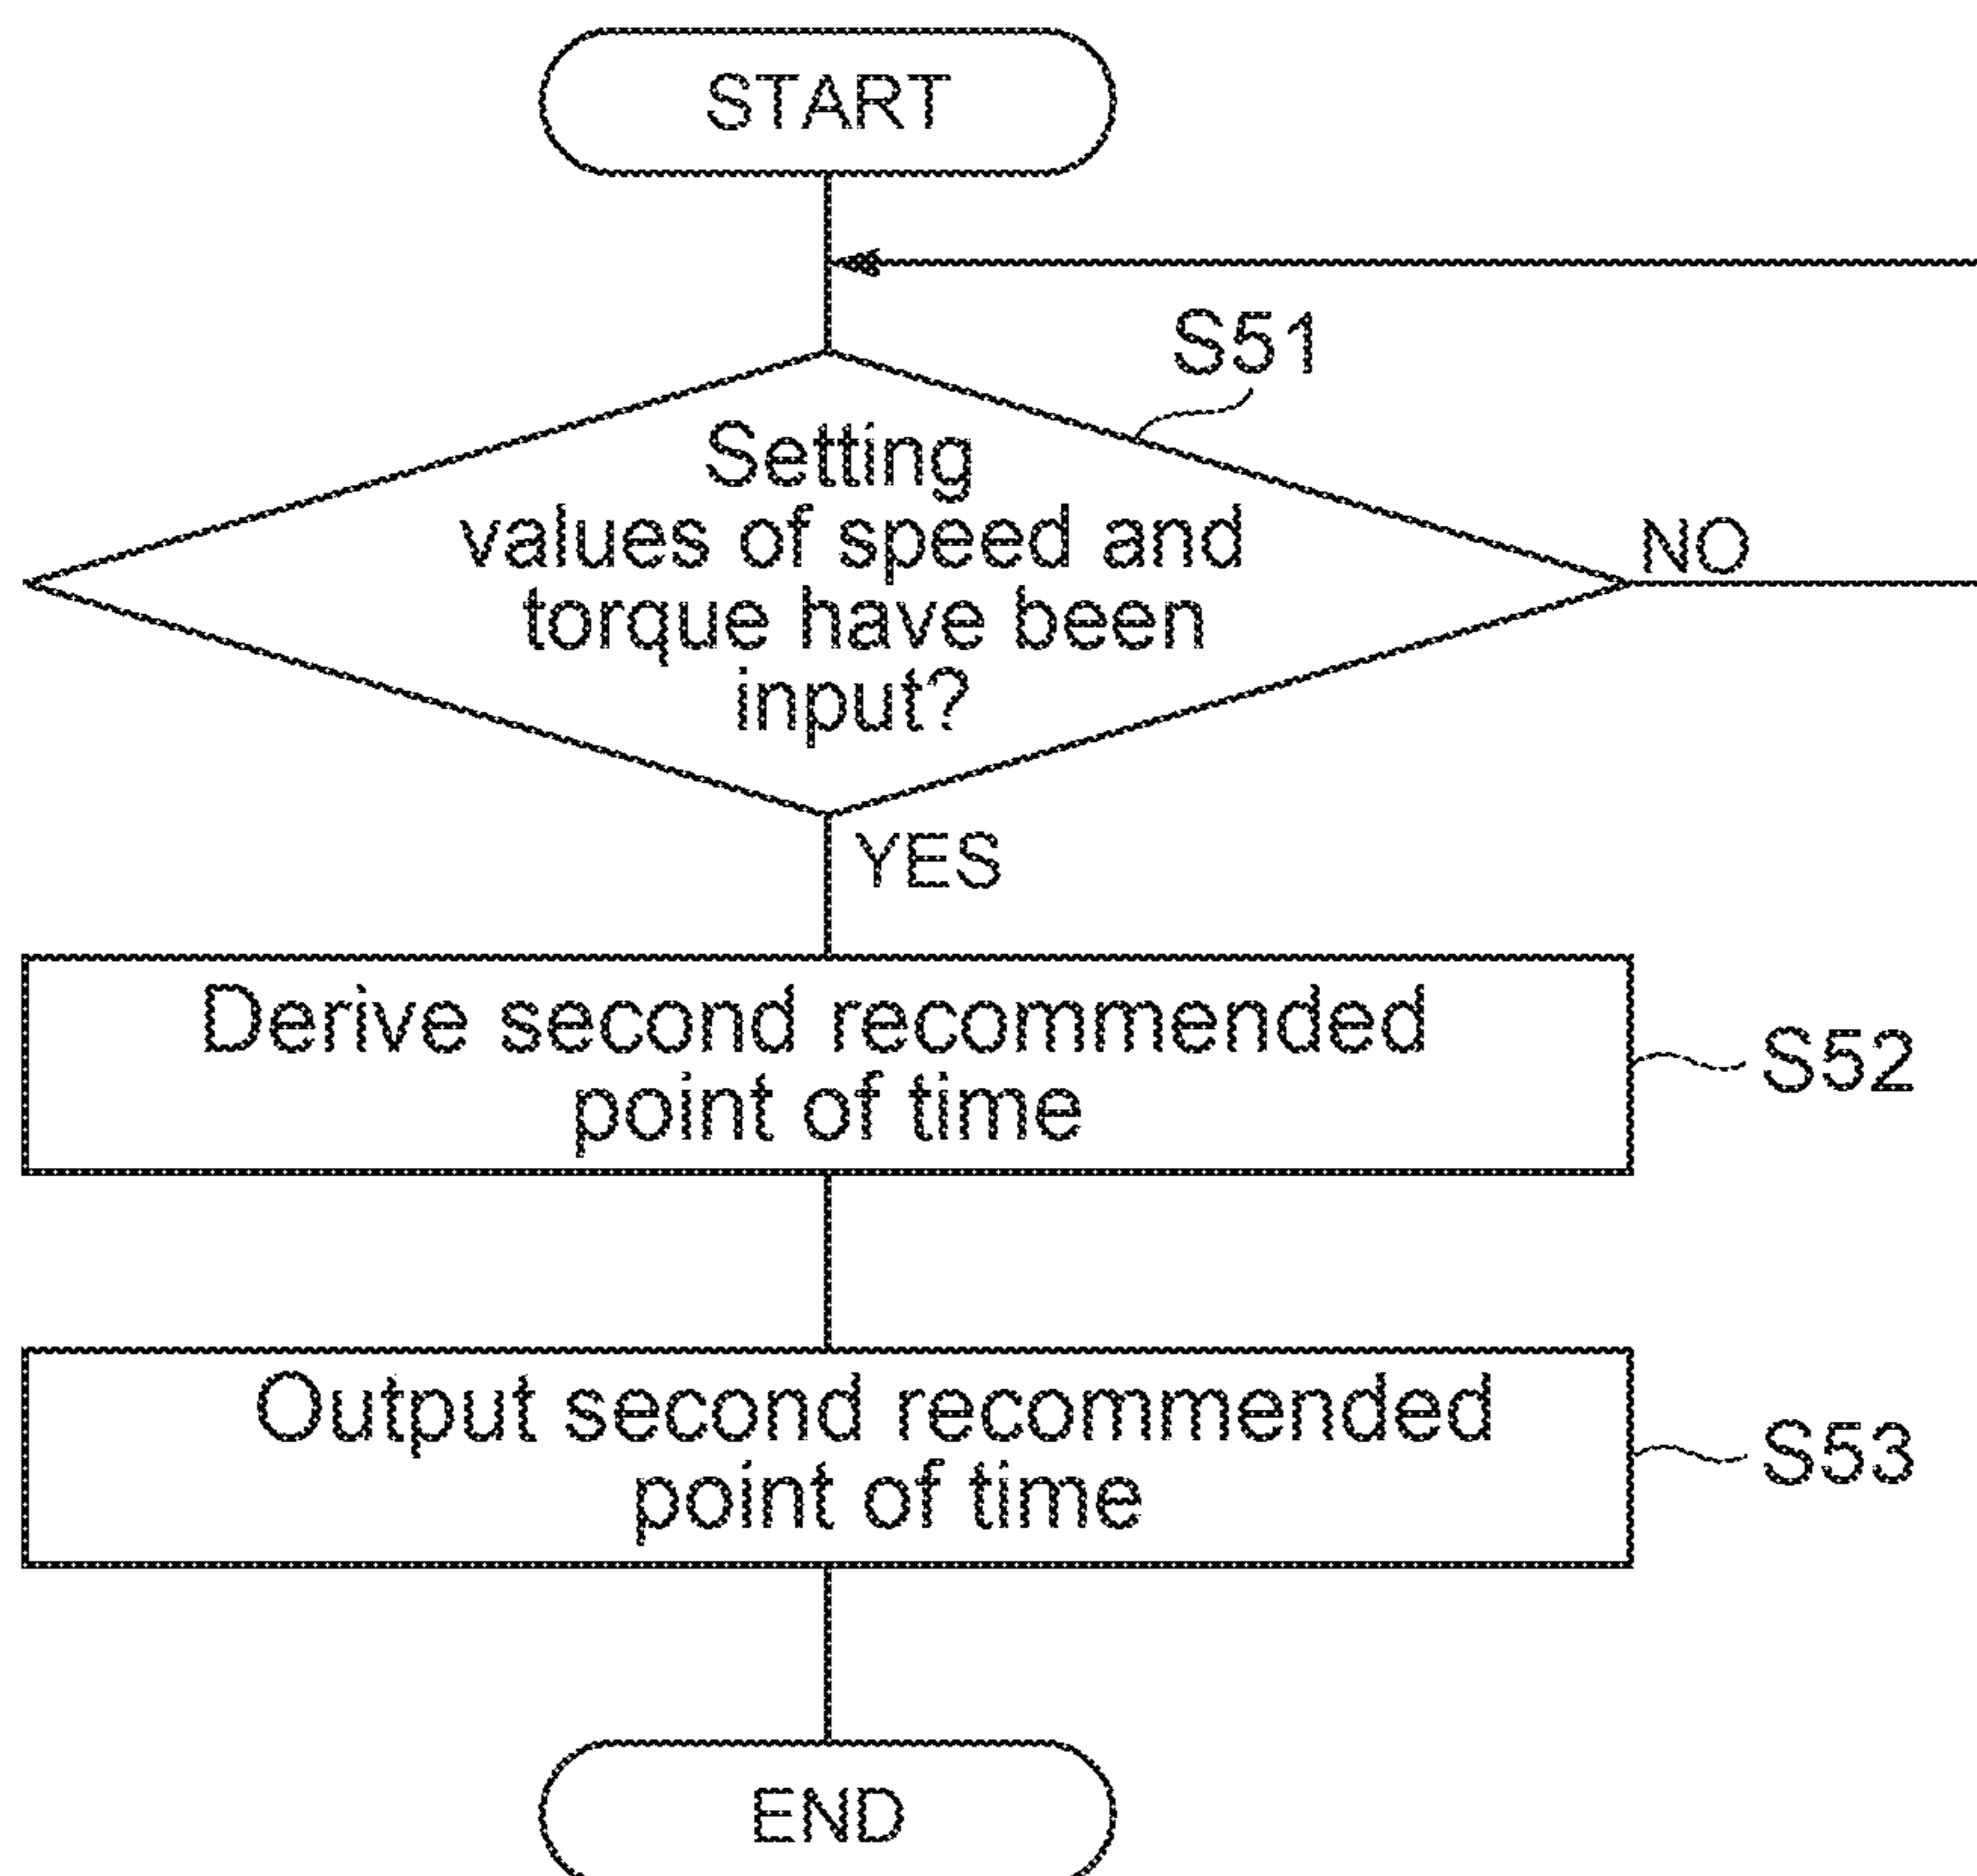 START
S51
Setting
values of speed and
torque have been
input?
NO
YES
Derive second recommended
point of time
S52
Output second recommended
point of time
S53
END